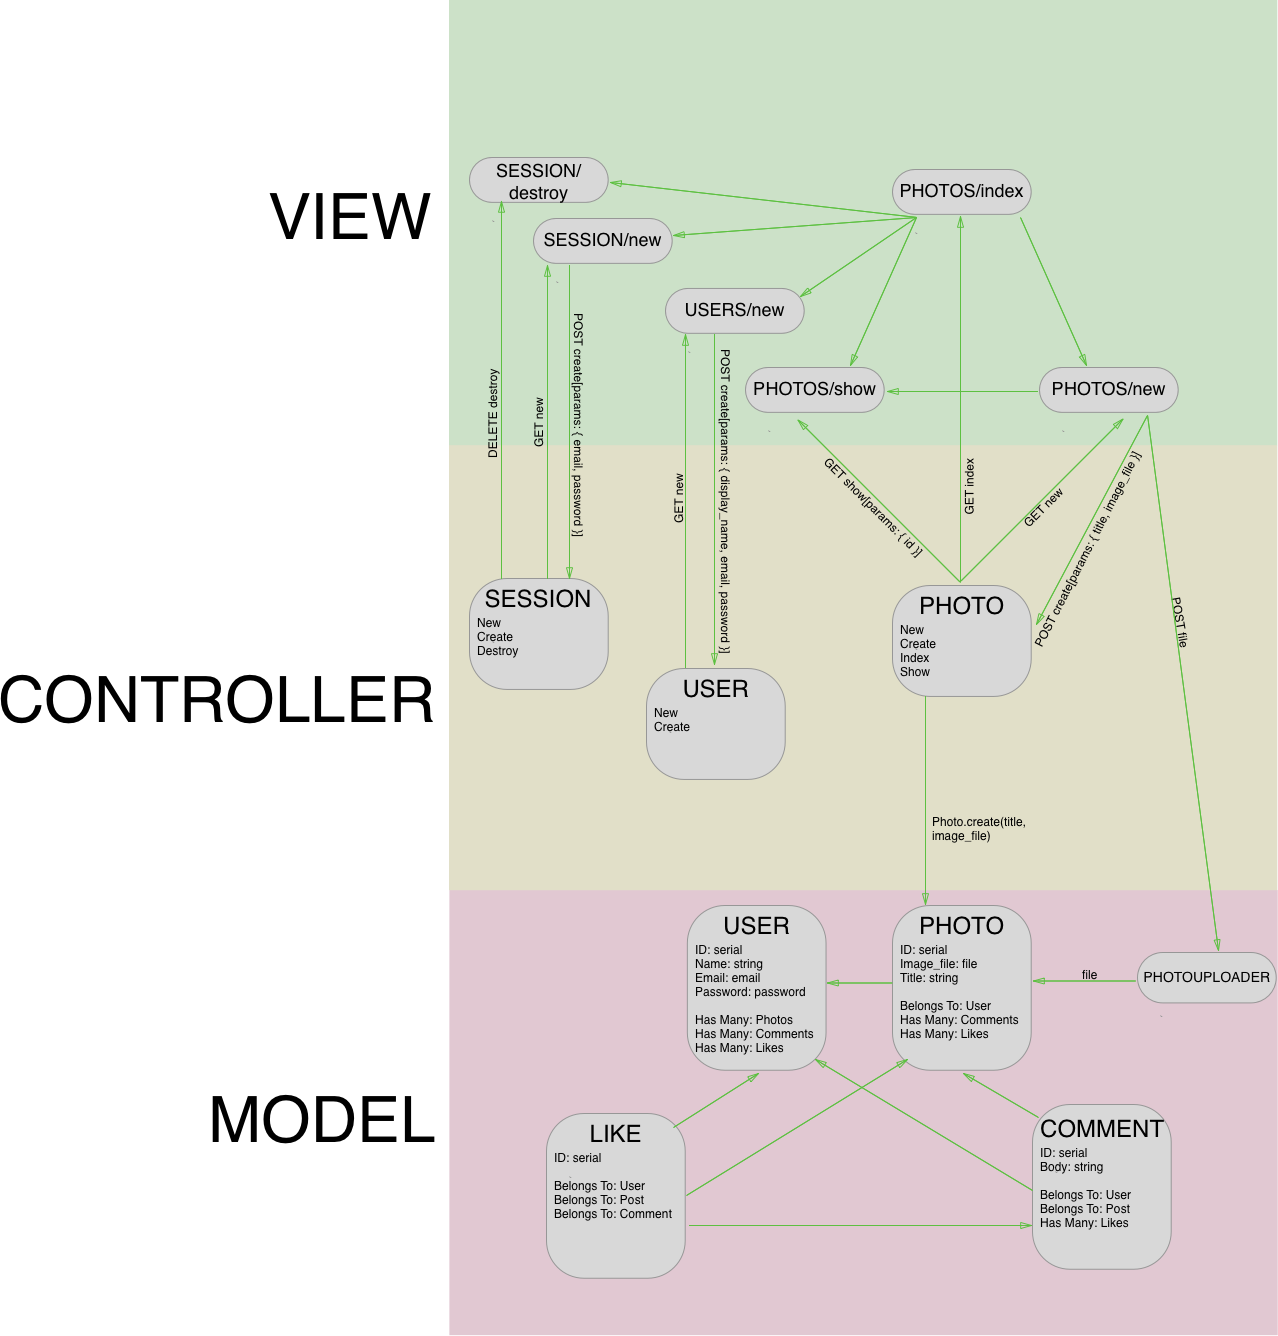 VIEW
SESSION/
destroy
PHOTOS/index
SESSION/new
USERS/new
PHOTOS/show
PHOTOS/new
DELETE destroy
GET new
POST create[params: { email, password }]
GET new
POST create[params: { display_name, email, password }]
GET show[params: { id }]
GET index
GET new
POST create[params: { title, image_file }]
POST file
CONTROLLER
SESSION
New
Create
Destroy
USER
New
Create
PHOTO
New
Create
Index
Show
Photo.create(title,
image_file)
MODEL
USER
ID: serial
Name: string
Email: email
Password: password
Has Many: Photos
Has Many: Comments
Has Many: Likes
PHOTO
ID: serial
Image_file: file
Title: string
Belongs To: User
Has Many: Comments
Has Many: Likes
file
PHOTOUPLOADER
LIKE
ID: serial
Belongs To: User
Belongs To: Post
Belongs To: Comment
COMMENT
ID: serial
Body: string
Belongs To: User
Belongs To: Post
Has Many: Likes